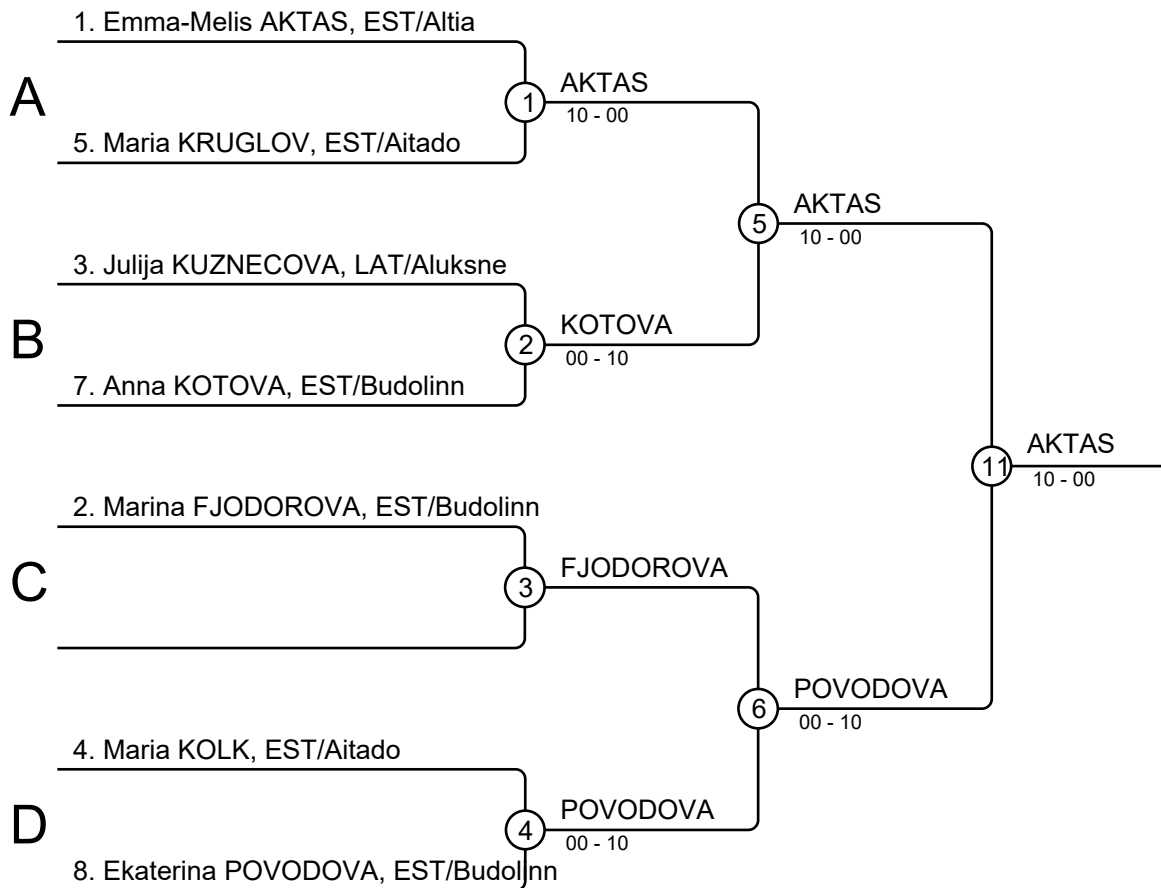 1. Emma-Melis AKTAS, EST/Altia
A
1
AKTAS
10 - 00
5. Maria KRUGLOV, EST/Aitado
5
AKTAS
10 - 00
3. Julija KUZNECOVA, LAT/Aluksne
B
2
KOTOVA
00 - 10
7. Anna KOTOVA, EST/Budolinn
11
AKTAS
10 - 00
2. Marina FJODOROVA, EST/Budolinn
C
3
FJODOROVA
6
POVODOVA
00 - 10
4. Maria KOLK, EST/Aitado
D
4
POVODOVA
00 - 10
8. Ekaterina POVODOVA, EST/Budolinn